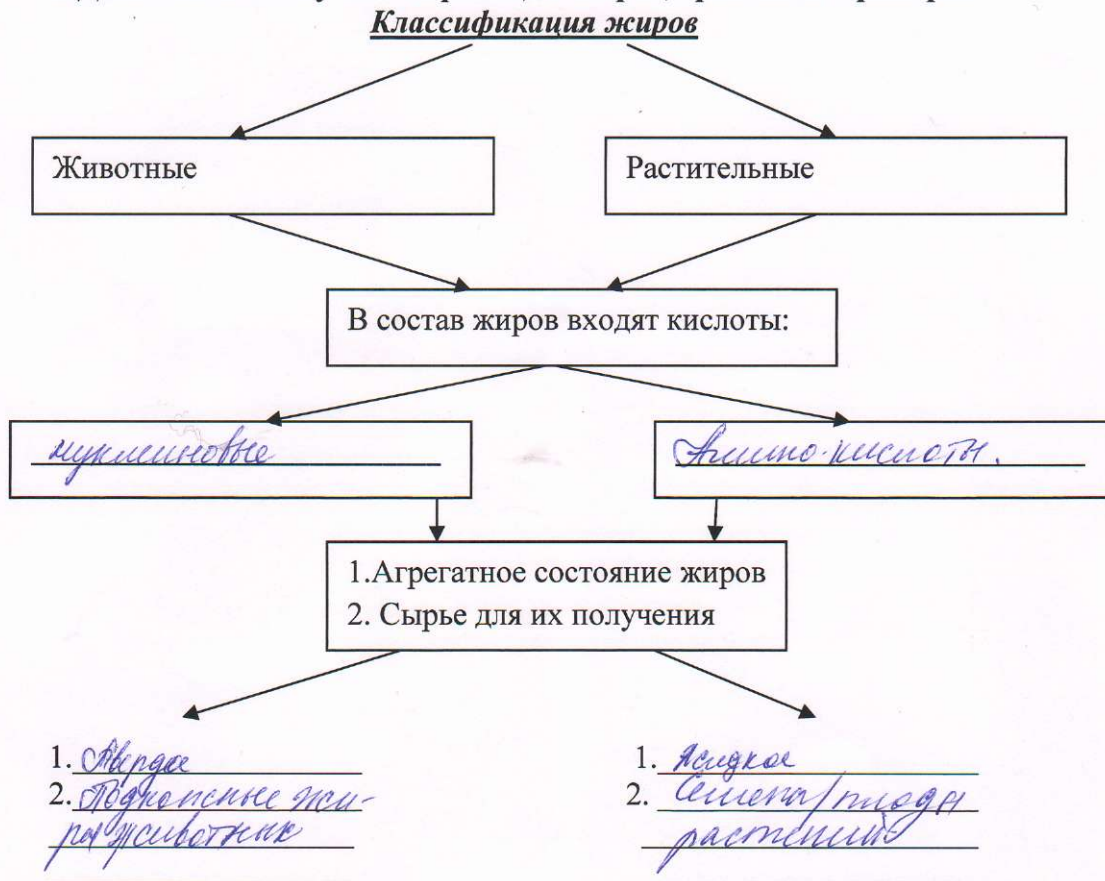 Классификация жиров
Животные
Растительные
В состав жиров входят кислоты:
нуклеиновые
Амино-кислоты.
1.Агрегатное состояние жиров
2. Сырье для их получения
1. Твердое
2. Подкожные жи-
ры животных
1. Жидкое
2. Семена/плоды
растений